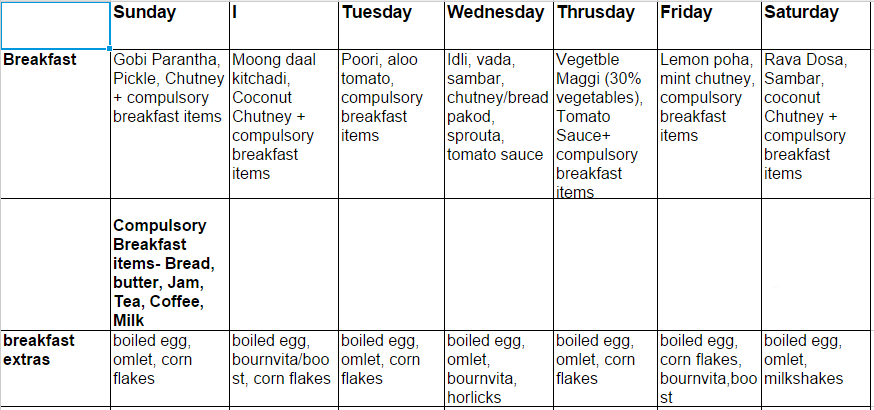 Sunday
I
Tuesday
Wednesday
Thrusday
Friday
Saturday
Breakfast
Gobi Parantha,
Pickle, Chutney
+ compulsory
breakfast items
Moong daal
kitchadi,
Coconut
Chutney +
compulsory
breakfast
items
Poori, aloo
tomato,
compulsory
breakfast
items
Idli, vada,
sambar,
chutney/bread
pakod,
sprouta,
tomato sauce
Vegetble
Maggi (30%
vegetables),
Tomato
Sauce+
compulsory
breakfast
items
Lemon poha,
mint chutney,
compulsory
breakfast
items
Rava Dosa,
Sambar,
coconut
Chutney +
compulsory
breakfast
items
Compulsory
Breakfast
items- Bread,
butter, Jam,
Tea, Coffee,
Milk
breakfast
extras
boiled egg,
omlet, corn
flakes
boiled egg,
bournvita/boo
st, corn flakes
boiled egg,
omlet, corn
flakes
boiled egg,
omlet,
bournvita,
horlicks
boiled egg,
omlet, corn
flakes
boiled egg,
corn flakes,
bournvita,boo
st
boiled egg,
omlet,
milkshakes